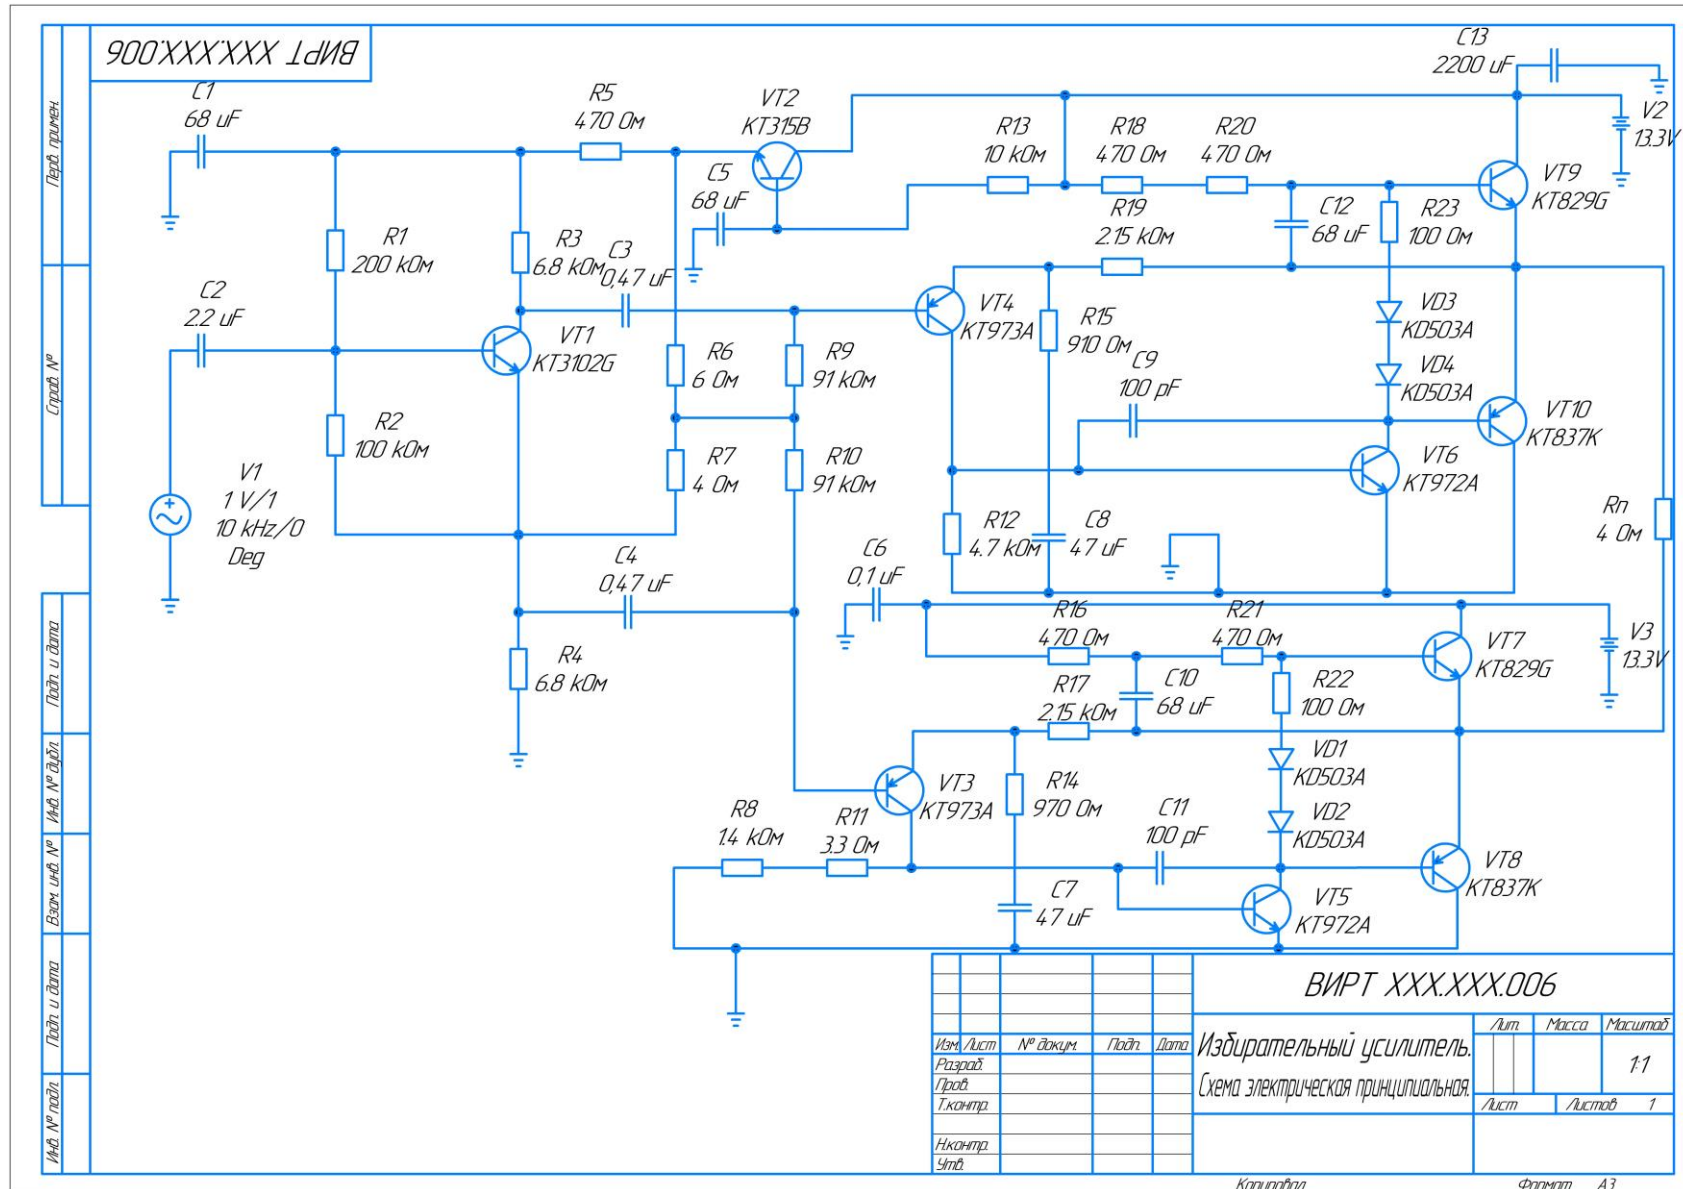 ВИРТ XXX.XXX.006
C1
68 uF
R5
470 Ом
VT2
КТ315В
C13
2200 uF
V2
13.3V
R13
10 kОм
R18
470 Ом
R20
470 Ом
VT9
KT829G
C5
68 uF
R1
200 kОм
R3
6.8 kОм
C3
0,47 uF
R19
2.15 kОм
C12
68 uF
R23
100 Ом
C2
2.2 uF
VT1
KT3102G
VT4
KT973A
R15
910 Ом
VD3
KD503A
C9
100 pF
VD4
KD503A
R6
6 Ом
R9
91 kОм
VT10
KT837K
R2
100 kОм
R7
4 Ом
R10
91 kОм
VT6
KT972A
V1
1 V/1
10 kHz/0
Deg
R12
4.7 kОм
C8
47 uF
Rn
4 Ом
C4
0,47 uF
C6
0,1 uF
R16
470 Ом
R21
470 Ом
V3
13.3V
VT7
KT829G
R4
6.8 kОм
R17
2.15 kОм
C10
68 uF
R22
100 Ом
VT3
KT973A
R14
970 Ом
VD1
KD503A
R8
1.4 kОм
R11
3.3 Ом
C11
100 pF
VD2
KD503A
VT8
KT837K
C7
47 uF
VT5
KT972A
Перв. примен.
Справ. №
Подп. и дата
Инв. № дубл.
Взам. инв. №
Подп. и дата
Инв. № подл.
ВИРТ XXX.XXX.006
Изм. Лист № докум. Подп. Дата
Разраб.
Пров.
Т.контр.
Н.контр.
Утв.
Избирательный усилитель.
Схема электрическая принципиальная.
Лит. Масса Масштаб
1:1
Лист Листов 1
Копировал Формат А3